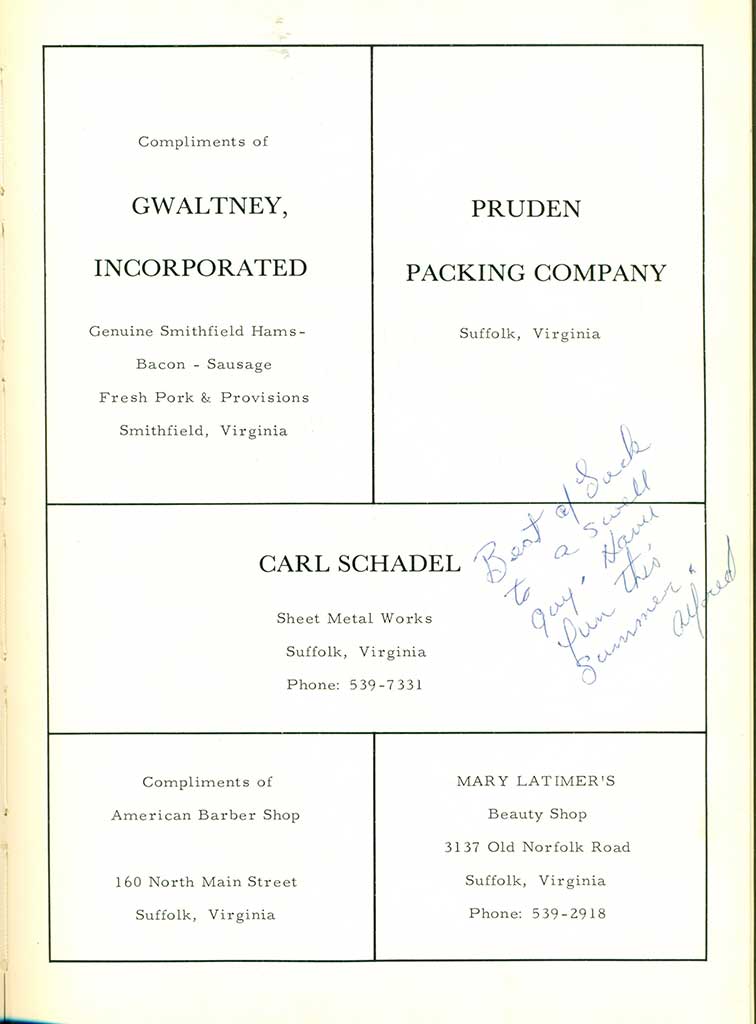 Compliments of
GWALTNEY,
INCORPORATED
Genuine Smithfield Hams-
Bacon - Sausage
Fresh Pork & Provisions
Smithfield, Virginia
PRUDEN
PACKING COMPANY
Suffolk, Virginia
CARL SCHADEL
Sheet Metal Works
Suffolk, Virginia
Phone: 539-7331
Best of Luck
to a swell
guy. Have
fun this
summer.
Alfred
Compliments of
American Barber Shop
160 North Main Street
Suffolk, Virginia
MARY LATIMER'S
Beauty Shop
3137 Old Norfolk Road
Suffolk, Virginia
Phone: 539-2918